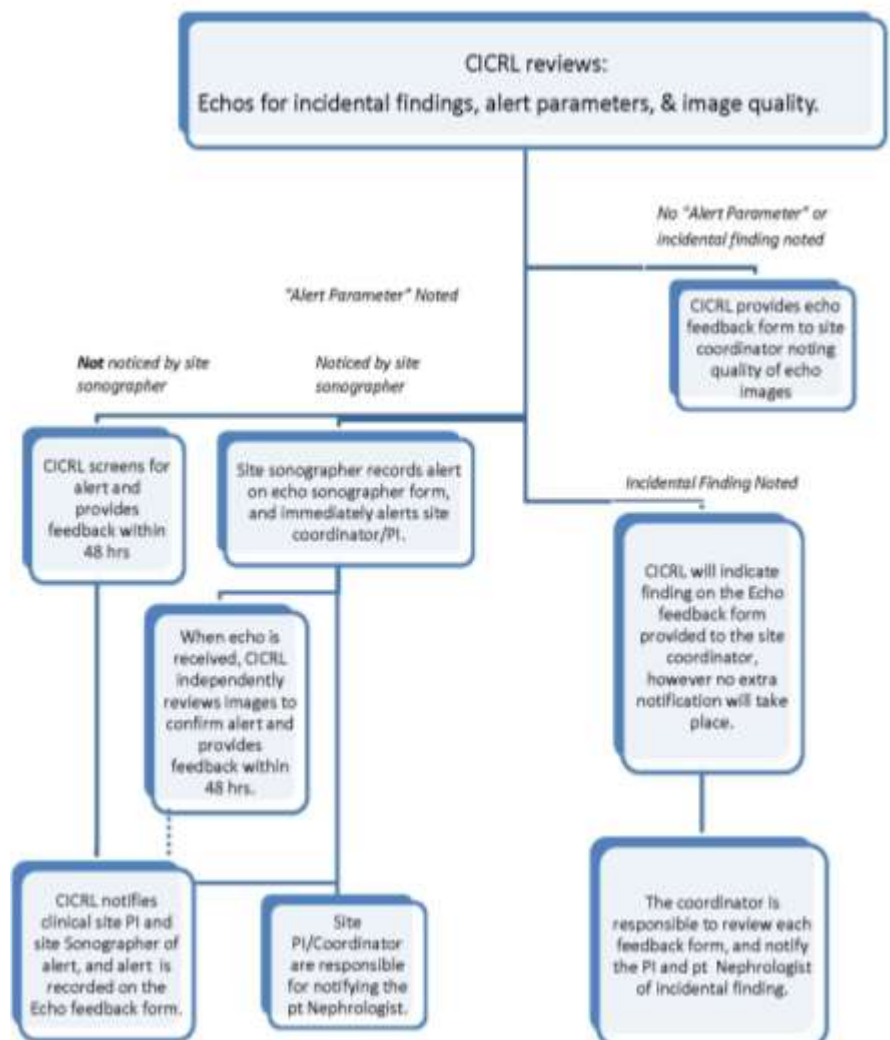 CICRL reviews:
Echos for incidental findings, alert parameters, & image quality.
No "Alert Parameter" or
incidental finding noted
"Alert Parameter" Noted
CICRL provides echo
feedback form to site
coordinator noting
quality of echo
images
Not noticed by site
sonographer
Noticed by site
sonographer
CICRL screens for
alert and
provides
feedback within
48 hrs
Site sonographer records alert
on echo sonographer form,
and immediately alerts site
coordinator/PI.
Incidental Finding Noted
When echo is
received, CICRL
independently
reviews images to
confirm alert and
provides
feedback within
48 hrs.
CICRL will indicate
finding on the Echo
feedback form
provided to the site
coordinator,
however no extra
notification will take
place.
CICRL notifies
clinical site PI and
site Sonographer of
alert, and alert is
recorded on the
Echo feedback form.
Site
PI/Coordinator
are responsible
for notifying the
pt Nephrologist.
The coordinator is
responsible to review each
feedback form, and notify
the PI and pt Nephrologist
of incidental finding.